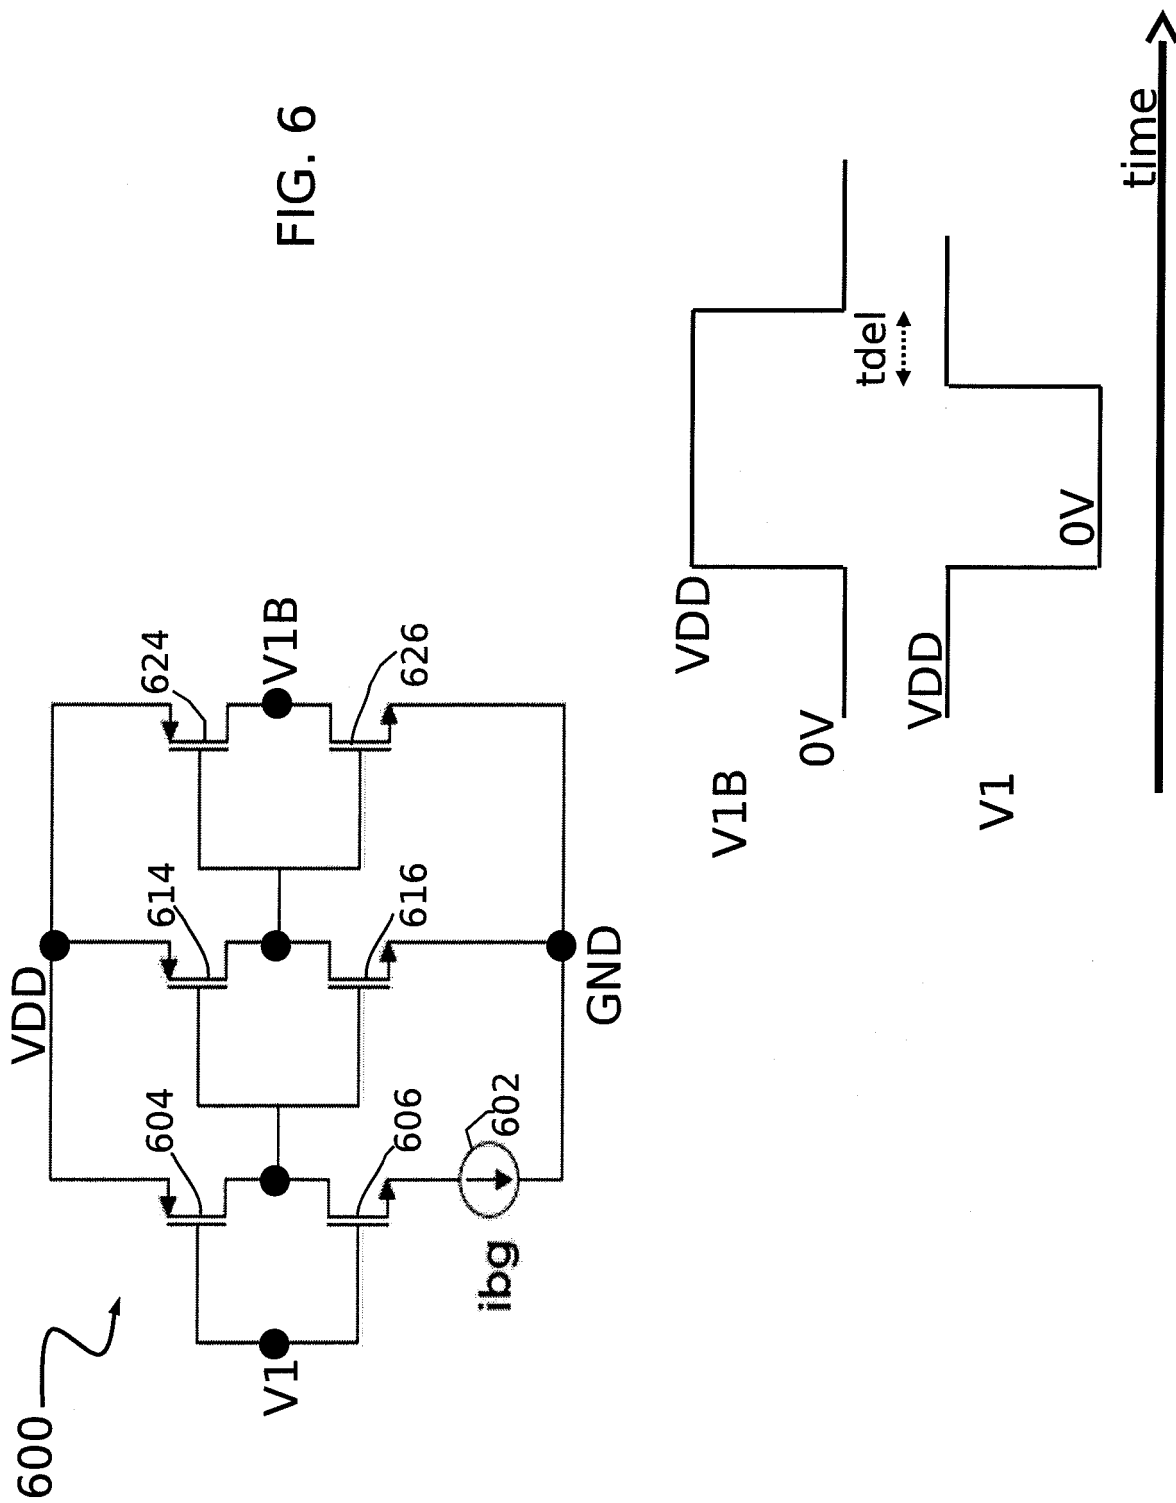 600
VDD
604
614
624
V1
V1B
606
616
626
ibg
602
GND
FIG. 6
V1B
VDD
0V
tdel
V1
VDD
0V
time